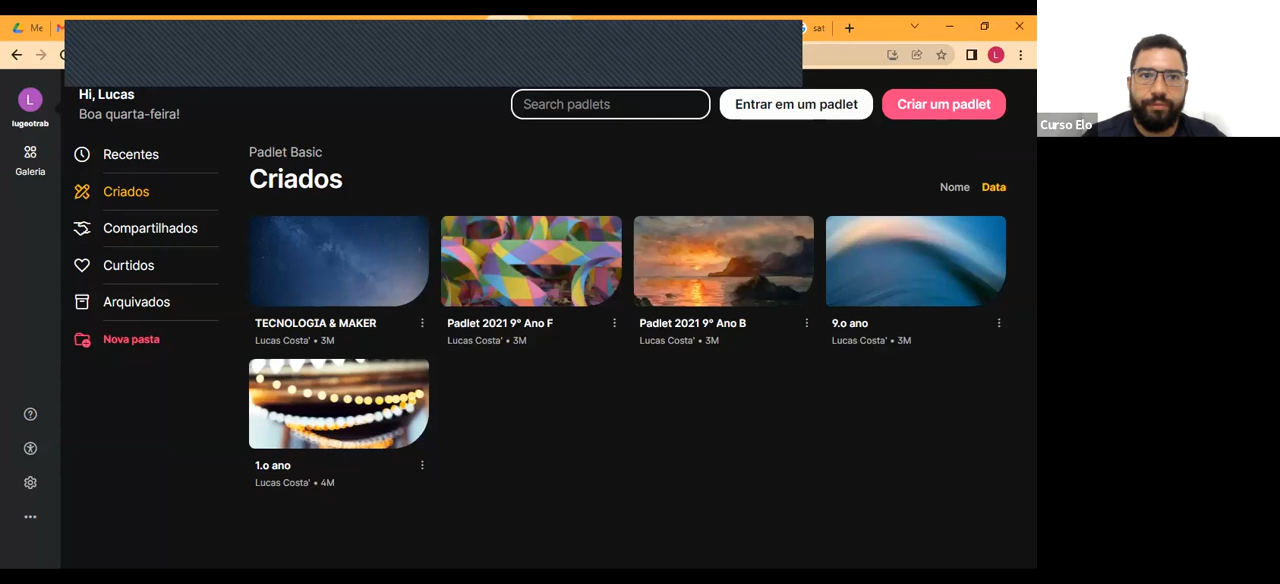 Me
sat
L
Hi, Lucas
Boa quarta-feira!
Search padlets
Entrar em um padlet
Criar um padlet
L
lugeotrab
Galeria
Recentes
Criados
Compartilhados
Curtidos
Arquivados
Nova pasta
Padlet Basic
Criados
Nome
Data
TECNOLOGIA & MAKER
Lucas Costa' • 3M
Padlet 2021 9° Ano F
Lucas Costa' • 3M
Padlet 2021 9° Ano B
Lucas Costa' • 3M
9.o ano
Lucas Costa' • 3M
1.o ano
Lucas Costa' • 4M
Curso Elo